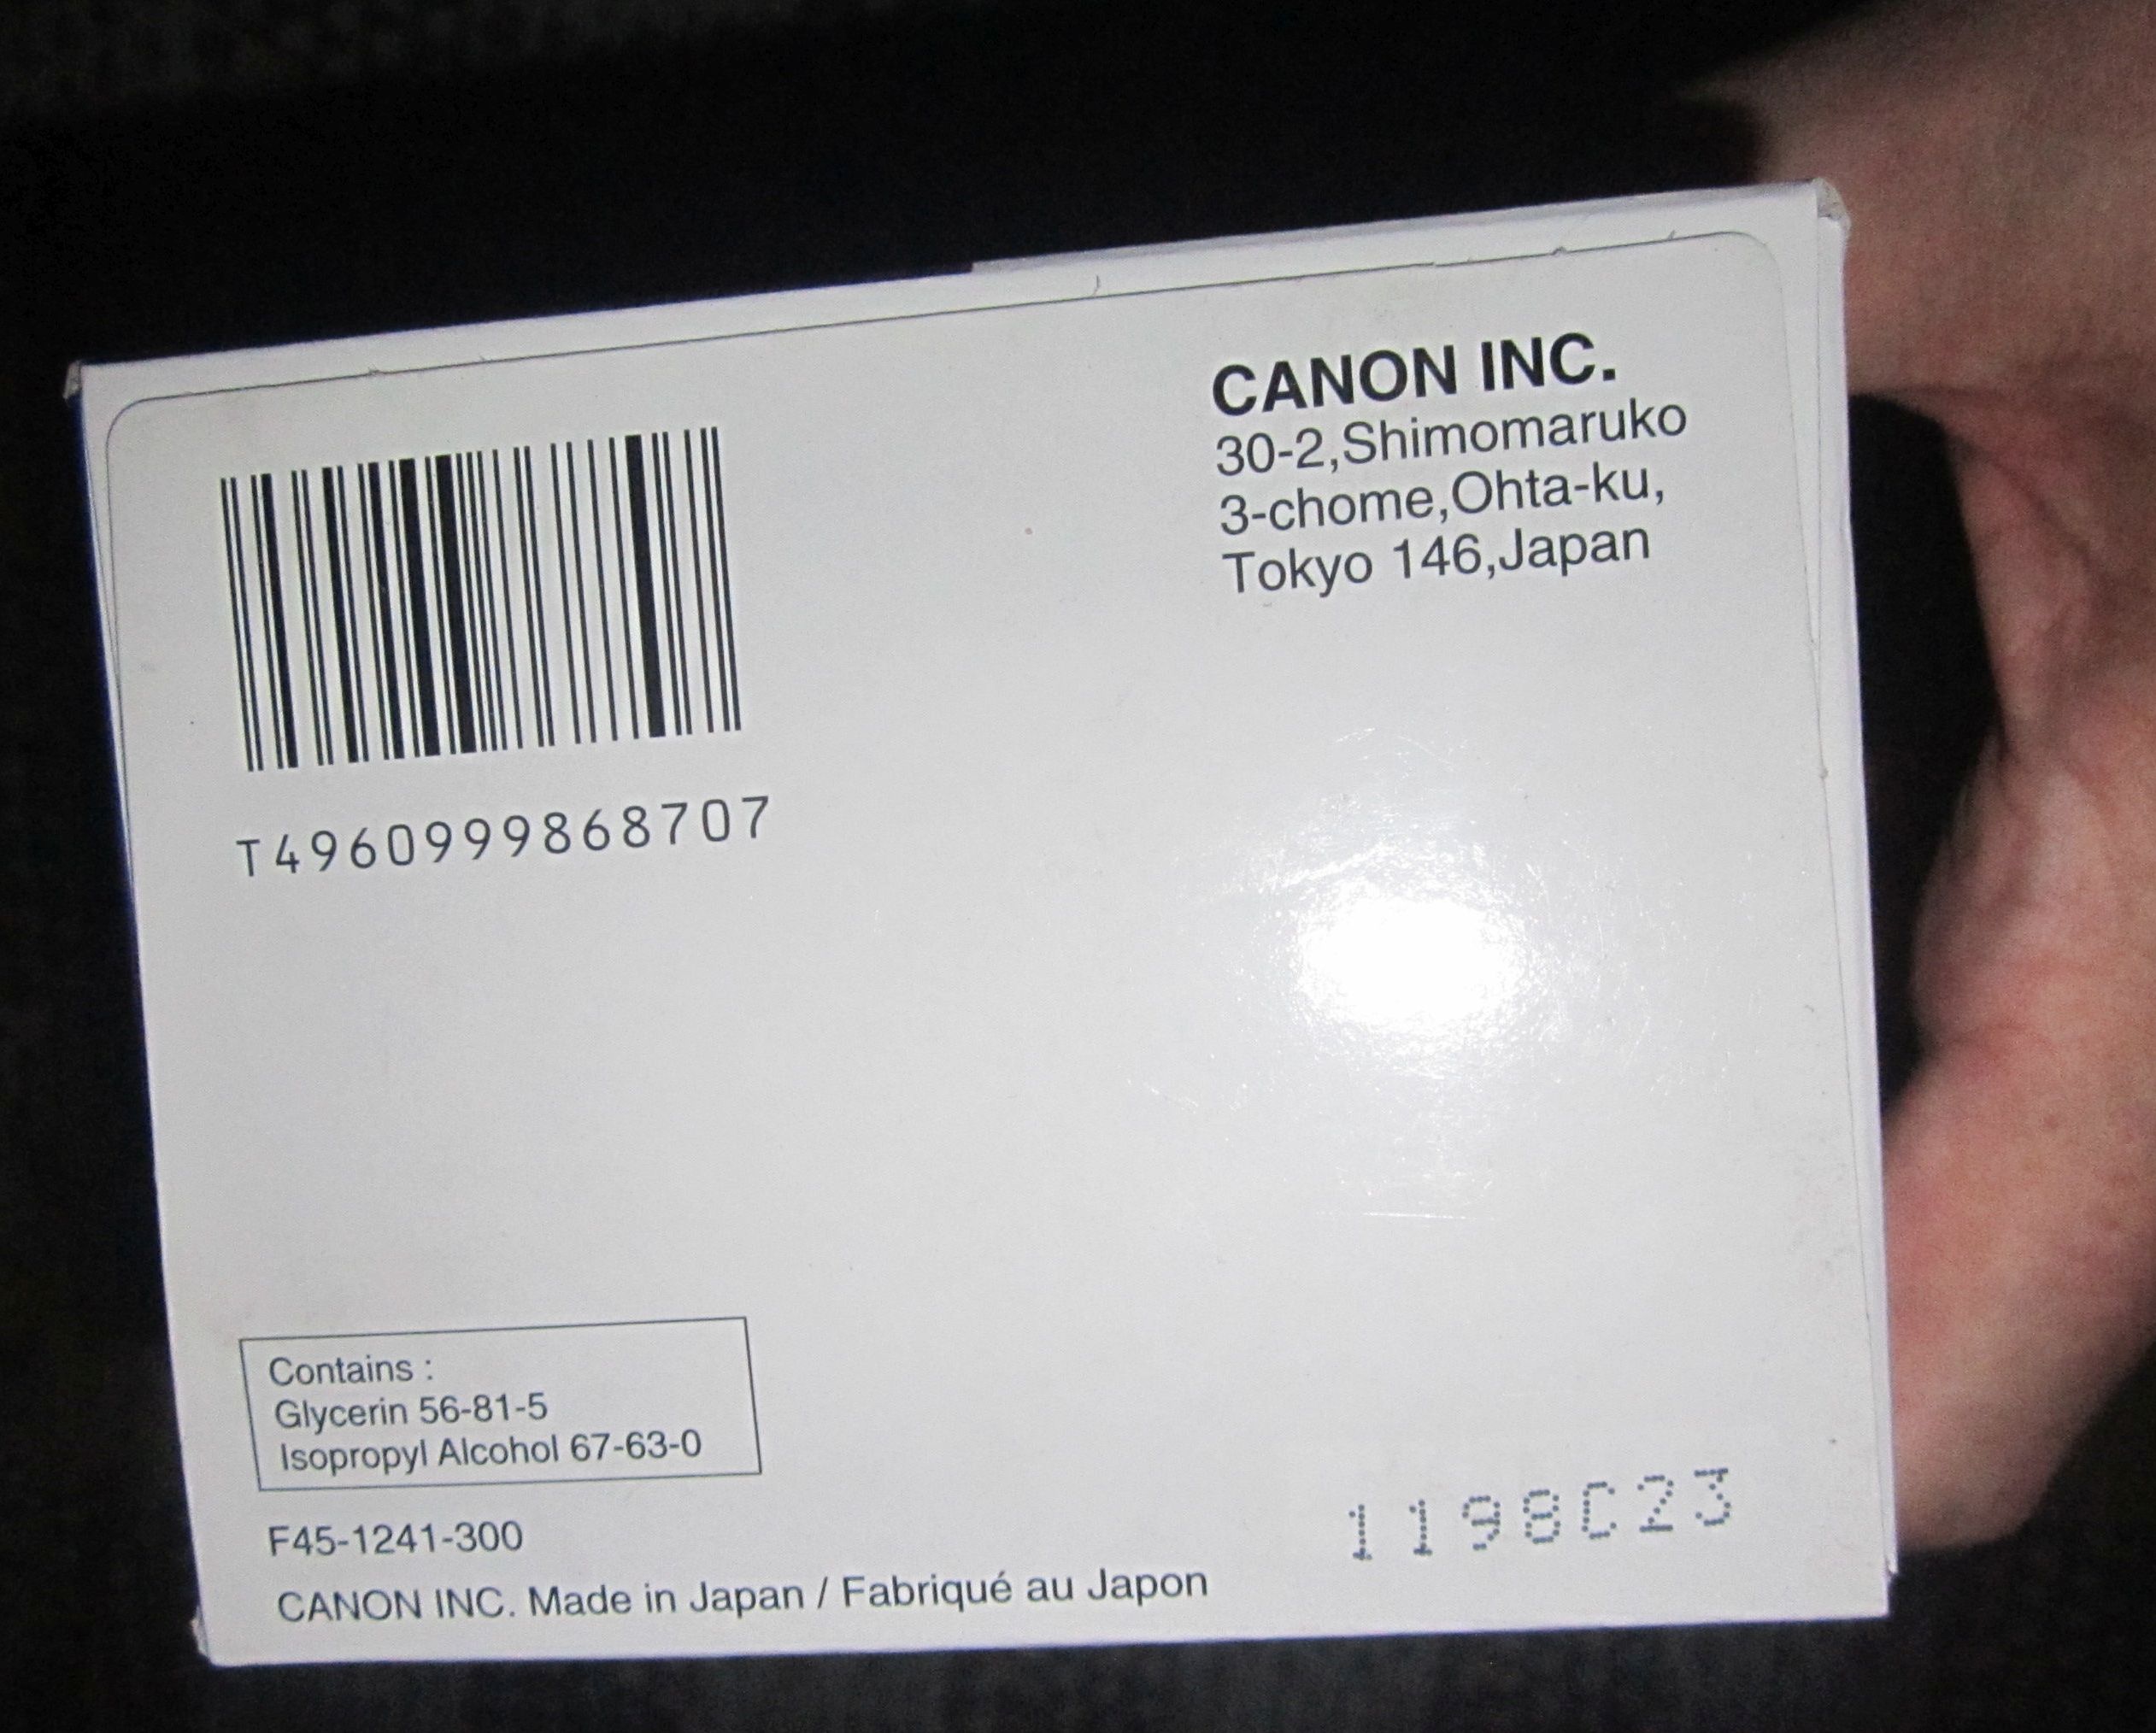 CANON INC.
30-2,Shimomaruko
3-chome,Ohta-ku,
Tokyo 146,Japan
T4960999868707
Contains :
Glycerin 56-81-5
Isopropyl Alcohol 67-63-0
F45-1241-300
CANON INC. Made in Japan / Fabriqué au Japon
1198C23